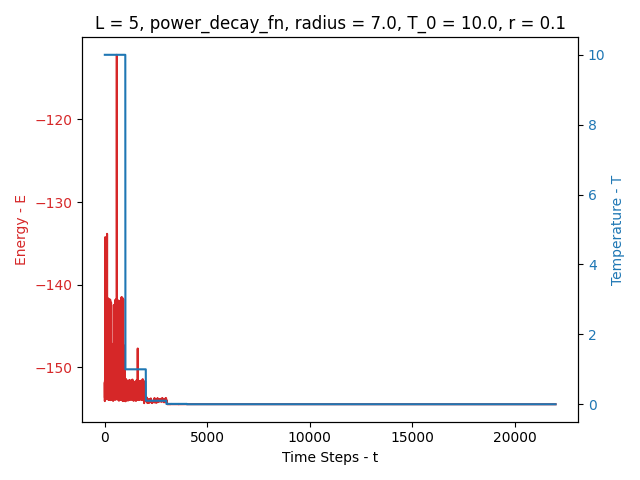 L = 5, power_decay_fn, radius = 7.0, T_0 = 10.0, r = 0.1
Energy - E
−120
−130
−140
−150
10
8
6
4
2
0
Temperature - T
0 5000 10000 15000 20000
Time Steps - t